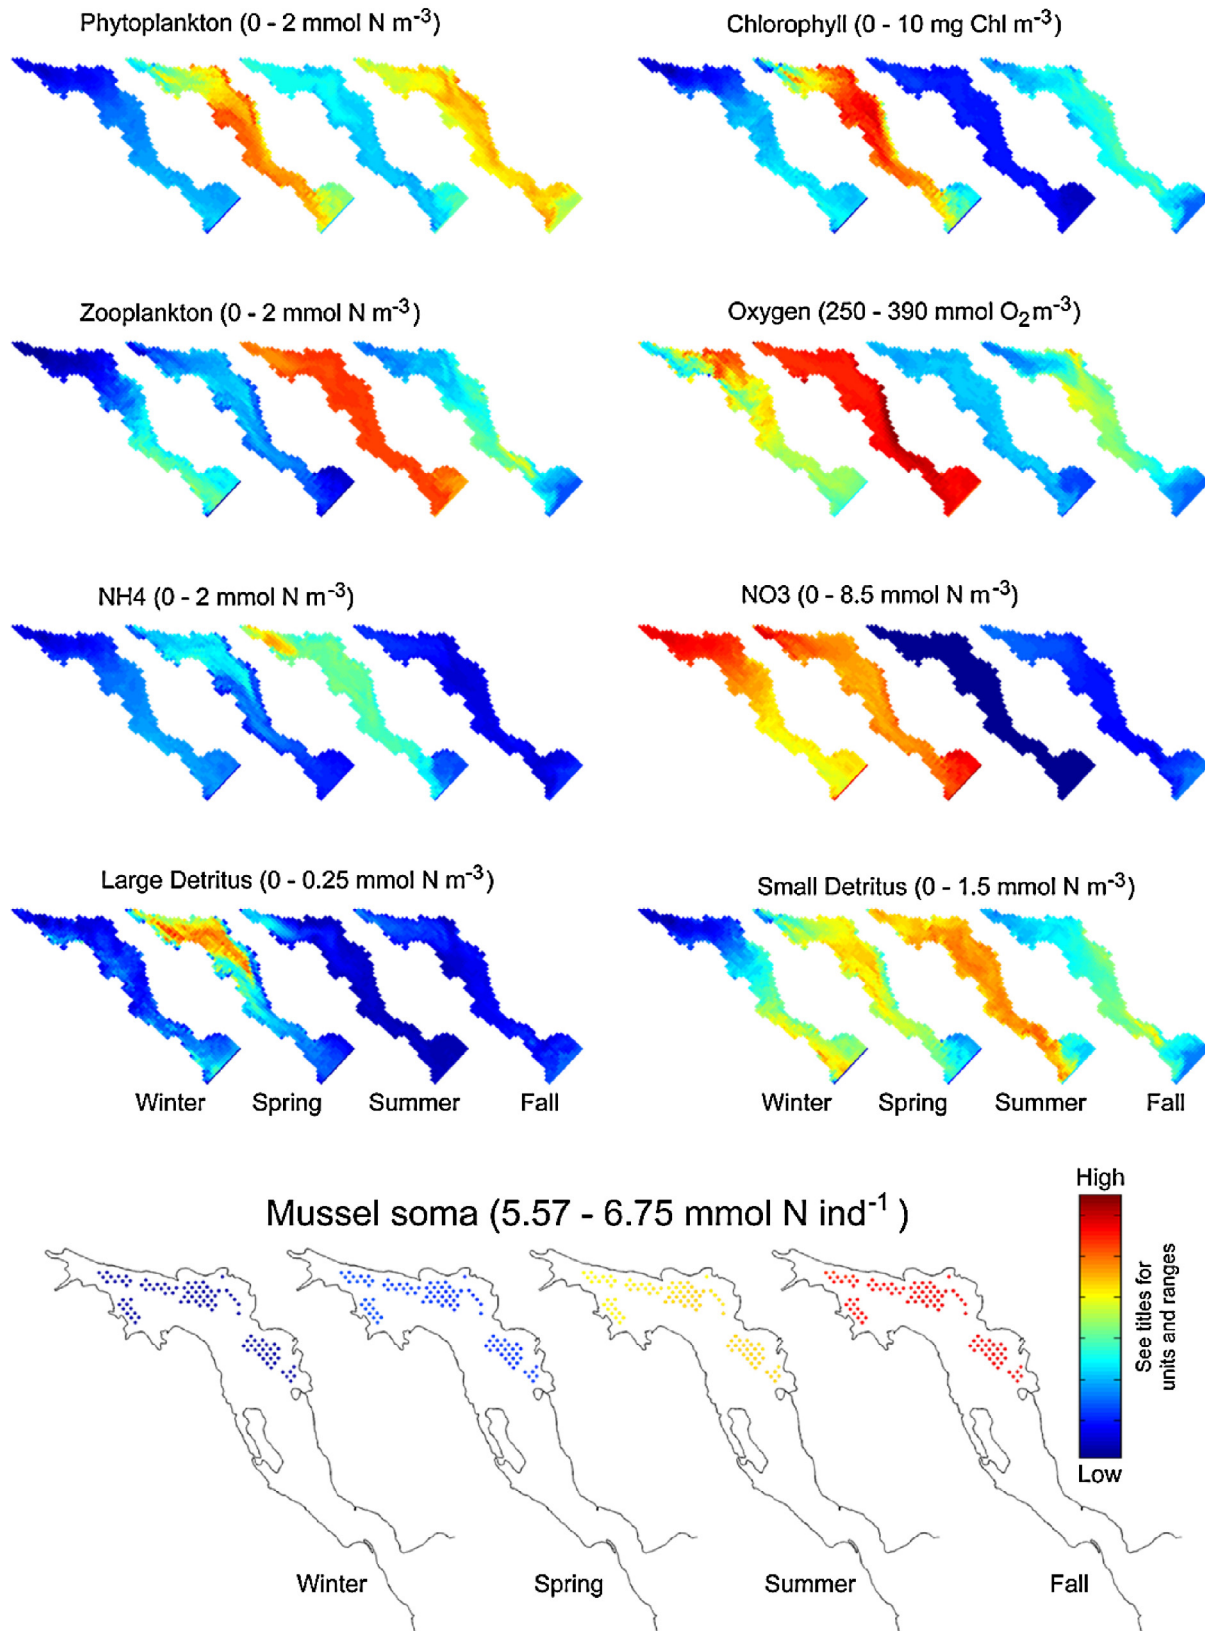 Phytoplankton (0 - 2 mmol N m-3)
Chlorophyll (0 - 10 mg Chl m-3)
Zooplankton (0 - 2 mmol N m-3)
Oxygen (250 - 390 mmol O2m-3)
NH4 (0 - 2 mmol N m-3)
NO3 (0 - 8.5 mmol N m-3)
Large Detritus (0 - 0.25 mmol N m-3)
Small Detritus (0 - 1.5 mmol N m-3)
Winter Spring Summer Fall
Winter Spring Summer Fall
Mussel soma (5.57 - 6.75 mmol N ind-1 )
High
See titles for
units and ranges
Low
Winter Spring Summer Fall